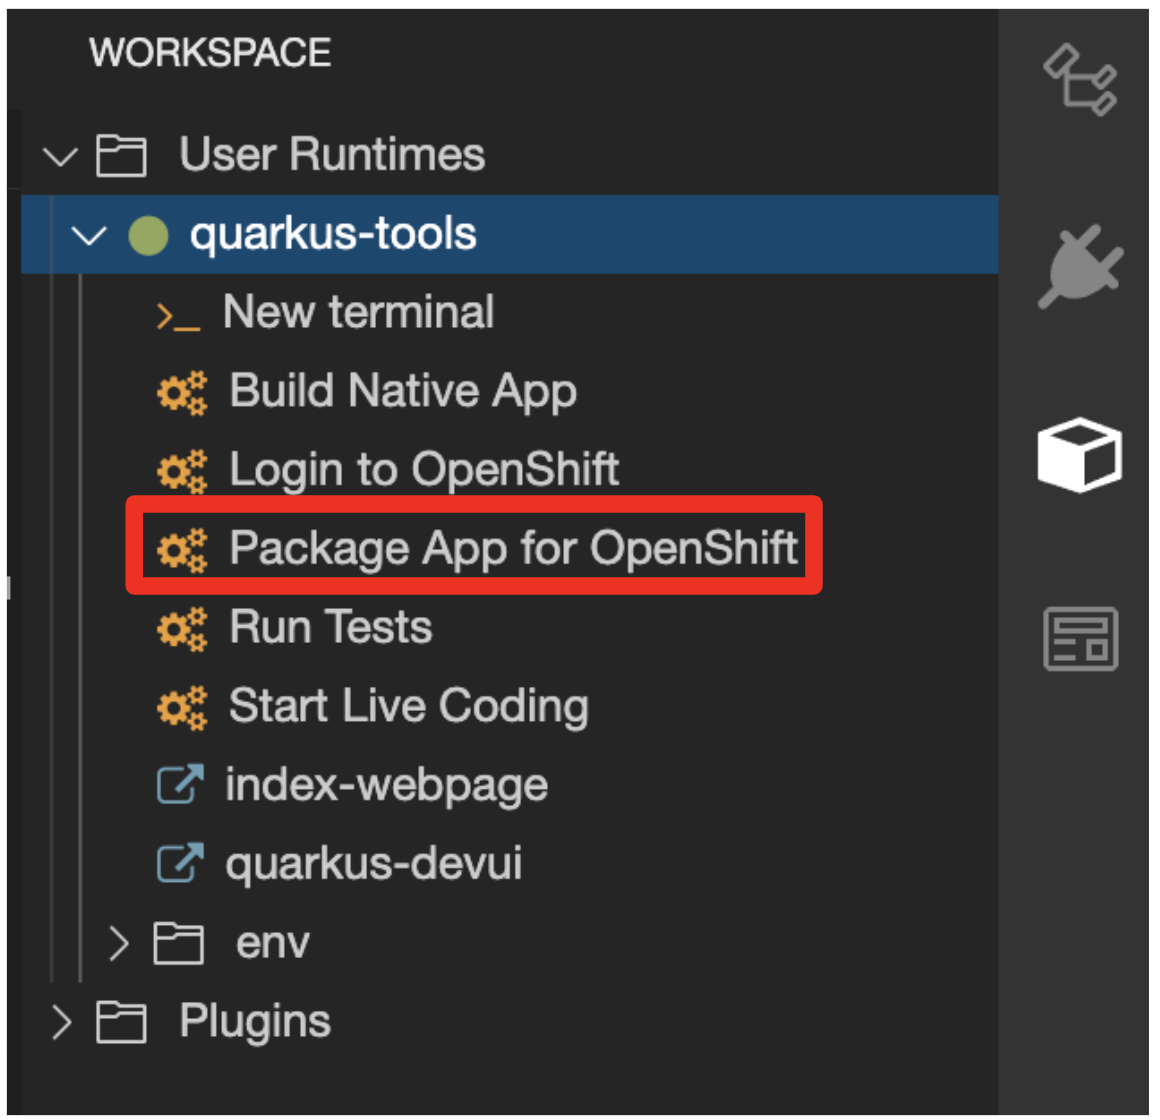 WORKSPACE
User Runtimes
quarkus-tools
>_ New terminal
Build Native App
Login to OpenShift
Package App for OpenShift
Run Tests
Start Live Coding
index-webpage
quarkus-devui
env
Plugins